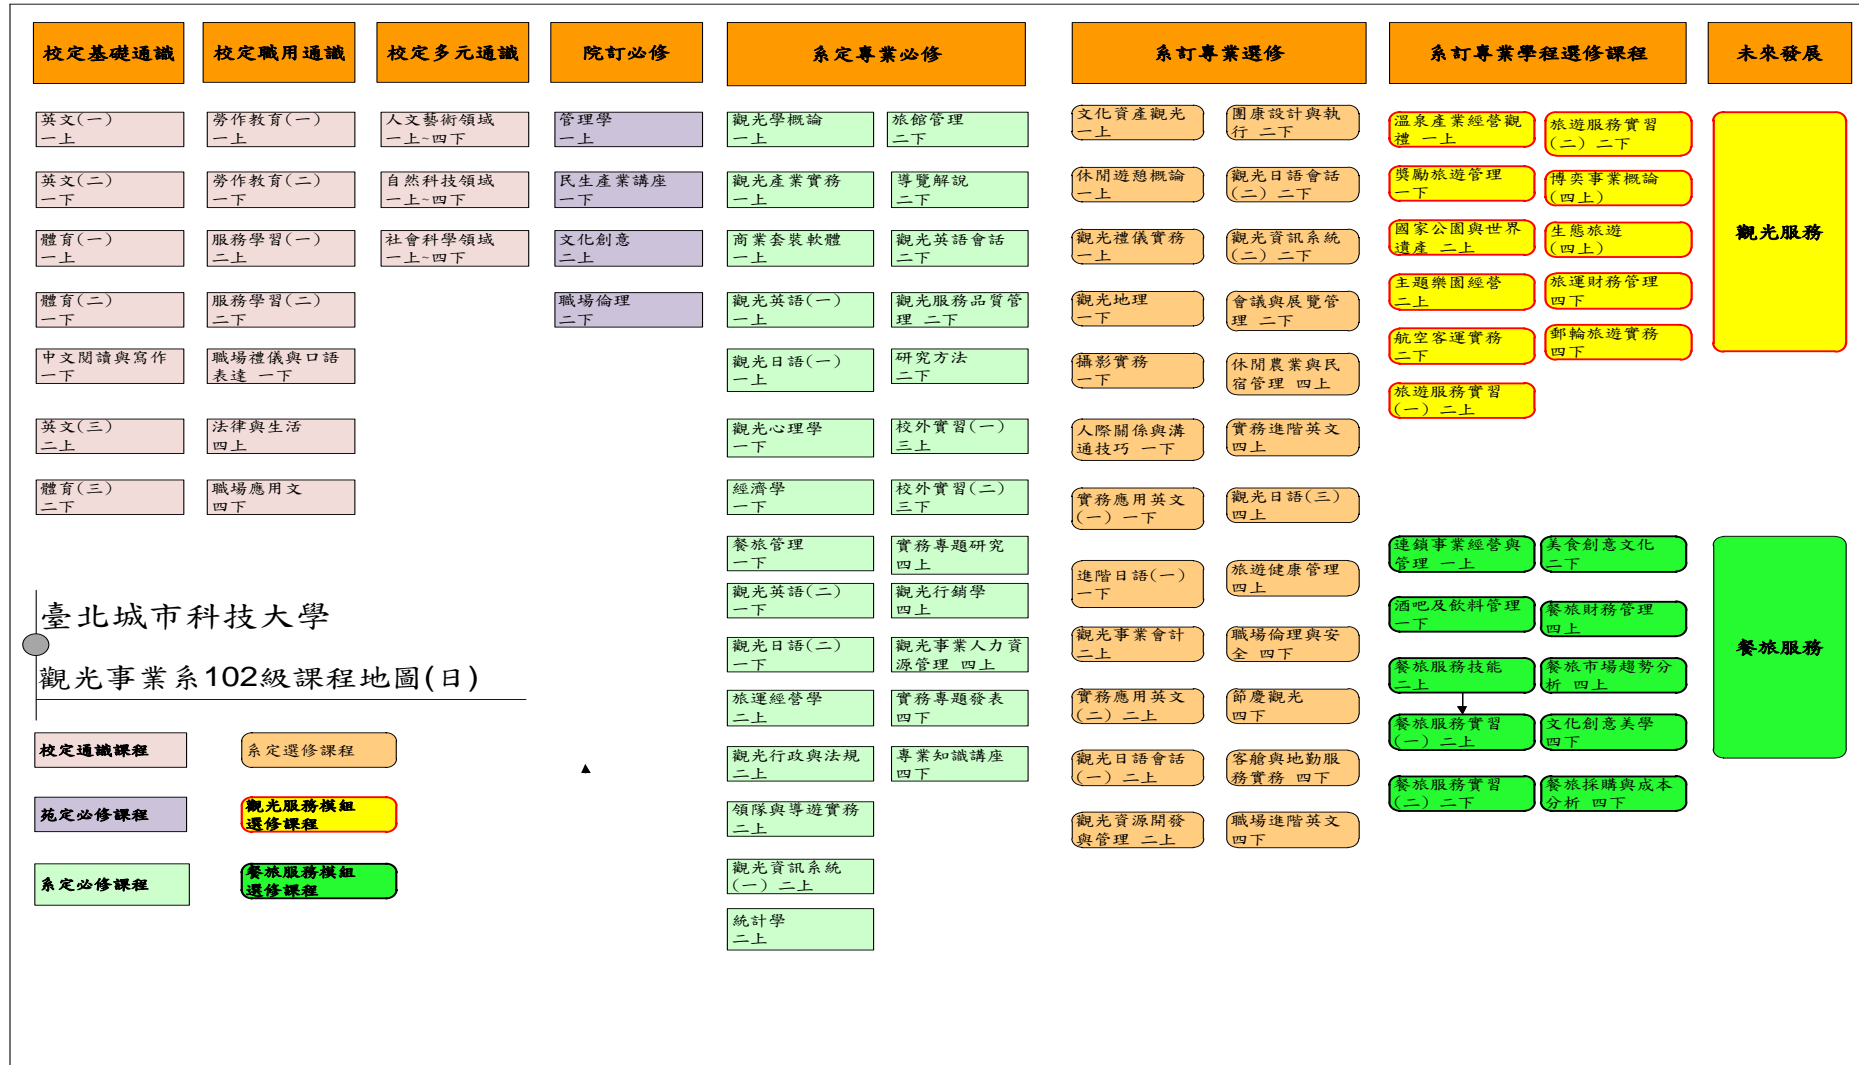 校定基礎通識
校定職用通識
校定多元通識
院訂必修
系定專業必修
系訂專業選修
系訂專業學程選修課程
未來發展
英文(一)
一上
英文(二)
一下
體育(一)
一上
體育(二)
一下
中文閱讀與寫作
一下
英文(三)
二上
體育(三)
二下
勞作教育(一)
一上
勞作教育(二)
一下
服務學習(一)
二上
服務學習(二)
二下
職場禮儀與口語
表達 一下
法律與生活
四上
職場應用文
四下
人文藝術領域
一上~四下
自然科技領域
一上~四下
社會科學領域
一上~四下
管理學
一上
民生產業講座
一下
文化創意
二上
職場倫理
二下
觀光學概論
一上
觀光產業實務
一上
商業套裝軟體
一上
觀光英語(一)
一上
觀光日語(一)
一上
觀光心理學
一下
經濟學
一下
餐旅管理
一下
觀光英語(二)
一下
觀光日語(二)
一下
旅運經營學
二上
觀光行政與法規
二上
領隊與導遊實務
二上
觀光資訊系統
(一) 二上
統計學
二上
旅館管理
二下
導覽解說
二下
觀光英語會話
二下
觀光服務品質管
理 二下
研究方法
二下
校外實習(一)
三上
校外實習(二)
三下
實務專題研究
四上
觀光行銷學
四上
觀光事業人力資
源管理 四上
實務專題發表
四下
專業知識講座
四下
文化資產觀光
一上
休閒遊憩概論
一上
觀光禮儀實務
一上
觀光地理
一下
攝影實務
一下
人際關係與溝
通技巧 一下
實務應用英文
(一) 一下
進階日語(一)
一下
觀光事業會計
二上
實務應用英文
(二) 二上
觀光日語會話
(一) 二上
觀光資源開發
與管理 二上
團康設計與執
行 二下
觀光日語會話
(二) 二下
觀光資訊系統
(二) 二下
會議與展覽管
理 二下
休閒農業與民
宿管理 四上
實務進階英文
四上
觀光日語(三)
四上
旅遊健康管理
四上
職場倫理與安
全 四下
節慶觀光
四下
客艙與地勤服
務實務 四下
職場進階英文
四下
溫泉產業經營觀
禮 一上
獎勵旅遊管理
一下
國家公園與世界
遺產 二上
主題樂園經營
二上
航空客運實務
二下
旅遊服務實習
(一) 二上
旅遊服務實習
(二) 二下
博奕事業概論
(四上)
生態旅遊
(四上)
旅運財務管理
四下
郵輪旅遊實務
四下
觀光服務
連鎖事業經營與
管理 一上
酒吧及飲料管理
一下
餐旅服務技能
二上
餐旅服務實習
(一) 二上
餐旅服務實習
(二) 二下
美食創意文化
二下
餐旅財務管理
四上
餐旅市場趨勢分
析 四上
文化創意美學
四下
餐旅採購與成本
分析 四下
餐旅服務
臺北城市科技大學
觀光事業系102級課程地圖(日)
校定通識課程
系定選修課程
苑定必修課程
觀光服務模組
選修課程
系定必修課程
餐旅服務模組
選修課程